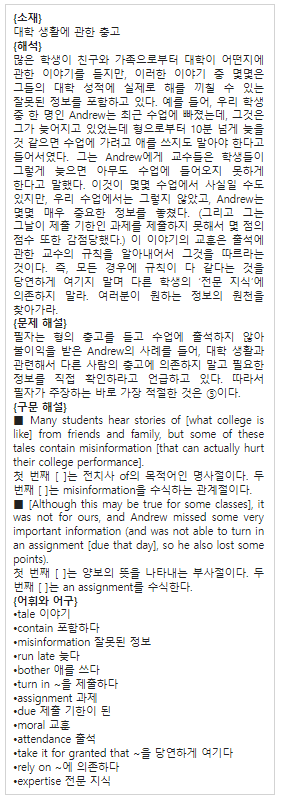 {소재}
대학 생활에 관한 충고
{해석}
많은 학생이 친구와 가족으로부터 대학이 어떤지에
관한 이야기를 듣지만, 이러한 이야기 중 몇몇은
그들의 대학 성적에 실제로 해를 끼칠 수 있는
잘못된 정보를 포함하고 있다. 예를 들어, 우리 학생
중 한 명인 Andrew는 최근 수업에 빠졌는데, 그것은
그가 늦어지고 있었는데 형으로부터 10분 넘게 늦을
것 같으면 수업에 가려고 애를 쓰지도 말아야 한다고
들어서였다. 그는 Andrew에게 교수들은 학생들이
그렇게 늦으면 아무도 수업에 들어오지 못하게
한다고 말했다. 이것이 몇몇 수업에서 사실일 수도
있지만, 우리 수업에서는 그렇지 않았고, Andrew는
몇몇 매우 중요한 정보를 놓쳤다. (그리고 그는
그날이 제출 기한인 과제를 제출하지 못해서 몇 점의
점수 또한 감점당했다.) 이 이야기의 교훈은 출석에
관한 교수의 규칙을 알아내어서 그것을 따르라는
것이다. 즉, 모든 경우에 규칙이 다 같다는 것을
당연하게 여기지 말며 다른 학생의 '전문 지식'에
의존하지 말라. 여러분이 원하는 정보의 원천을
찾아가라.
{문제 해설}
필자는 형의 충고를 듣고 수업에 출석하지 않아
불이익을 받은 Andrew의 사례를 들어, 대학 생활과
관련해서 다른 사람의 충고에 의존하지 말고 필요한
정보를 직접 확인하라고 언급하고 있다. 따라서
필자가 주장하는 바로 가장 적절한 것은 ⑤이다.
{구문 해설}
■ Many students hear stories of [what college is
like] from friends and family, but some of these
tales contain misinformation [that can actually hurt
their college performance].
첫 번째 [ ]는 전치사 of의 목적어인 명사절이다. 두
번째 [ ]는 misinformation을 수식하는 관계절이다.
■ [Although this may be true for some classes], it
was not for ours, and Andrew missed some very
important information (and was not able to turn in
an assignment [due that day], so he also lost some
points).
첫 번째 [ ]는 양보의 뜻을 나타내는 부사절이다. 두
번째 [ ]는 an assignment를 수식한다.
{어휘와 어구}
•tale 이야기
•contain 포함하다
•misinformation 잘못된 정보
•run late 늦다
•bother 애를 쓰다
•turn in ~을 제출하다
•assignment 과제
•due 제출 기한이 된
•moral 교훈
•attendance 출석
•take it for granted that ~을 당연하게 여기다
•rely on ~에 의존하다
•expertise 전문 지식